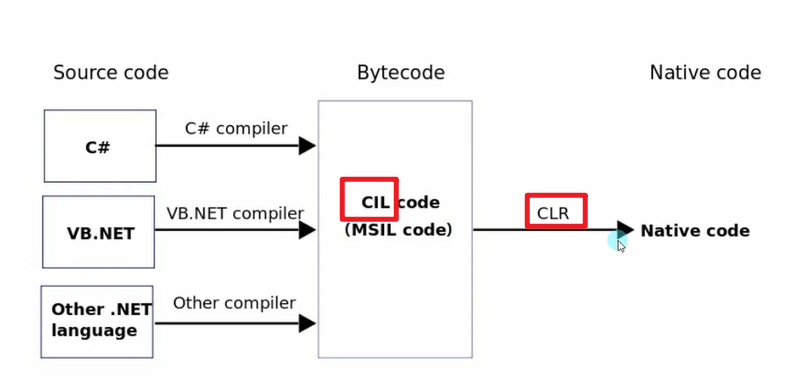 Source code
Bytecode
Native code
C#
C# compiler
VB.NET
VB.NET compiler
Other .NET
language
Other compiler
CIL code
(MSIL code)
CLR
Native code